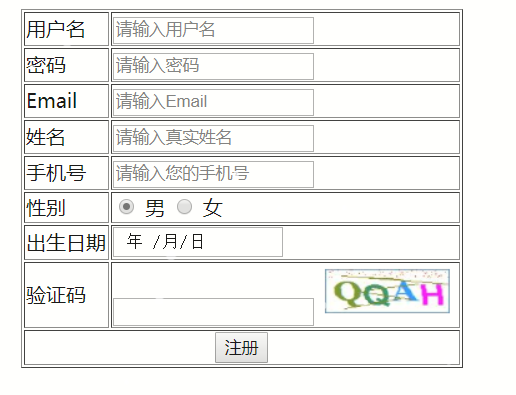 用户名 请输入用户名
密码 请输入密码
Email 请输入Email
姓名 请输入真实姓名
手机号 请输入您的手机号
性别 男 女
出生日期 年 /月/日
验证码 QQAH
注册